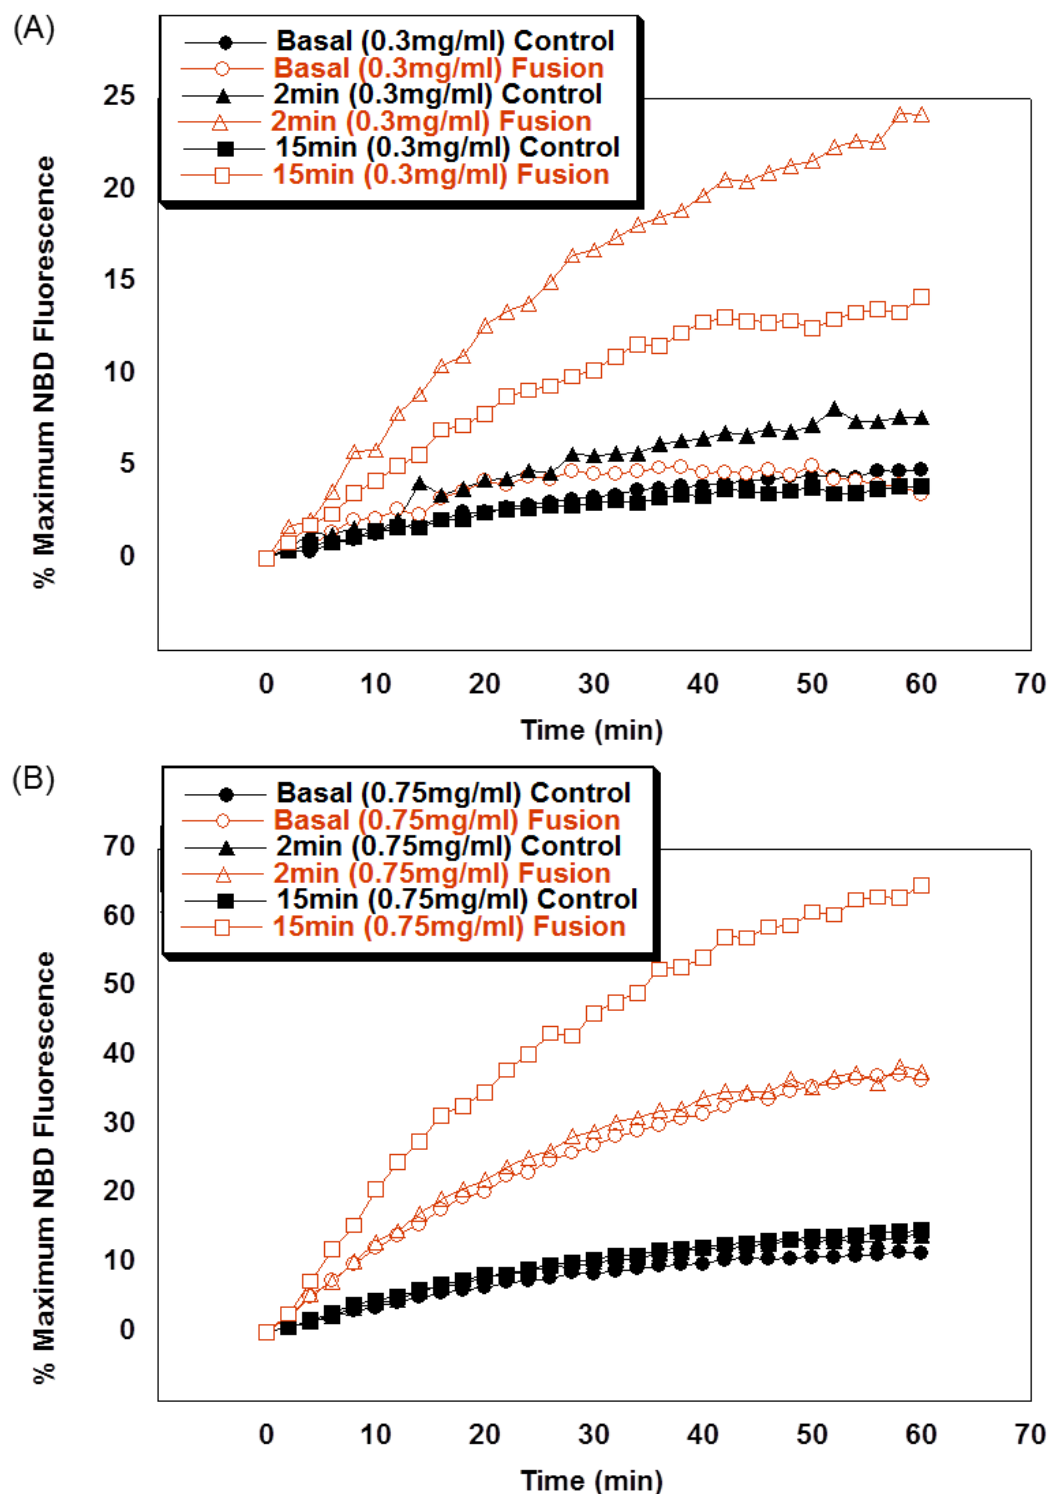 (A)
Basal (0.3mg/ml) Control
Basal (0.3mg/ml) Fusion
2min (0.3mg/ml) Control
2min (0.3mg/ml) Fusion
15min (0.3mg/ml) Control
15min (0.3mg/ml) Fusion
25
20
15
10
5
0
% Maximum NBD Fluorescence
0 10 20 30 40 50 60 70
Time (min)
(B)
Basal (0.75mg/ml) Control
Basal (0.75mg/ml) Fusion
2min (0.75mg/ml) Control
2min (0.75mg/ml) Fusion
15min (0.75mg/ml) Control
15min (0.75mg/ml) Fusion
70
60
50
40
30
20
10
0
% Maximum NBD Fluorescence
0 10 20 30 40 50 60 70
Time (min)